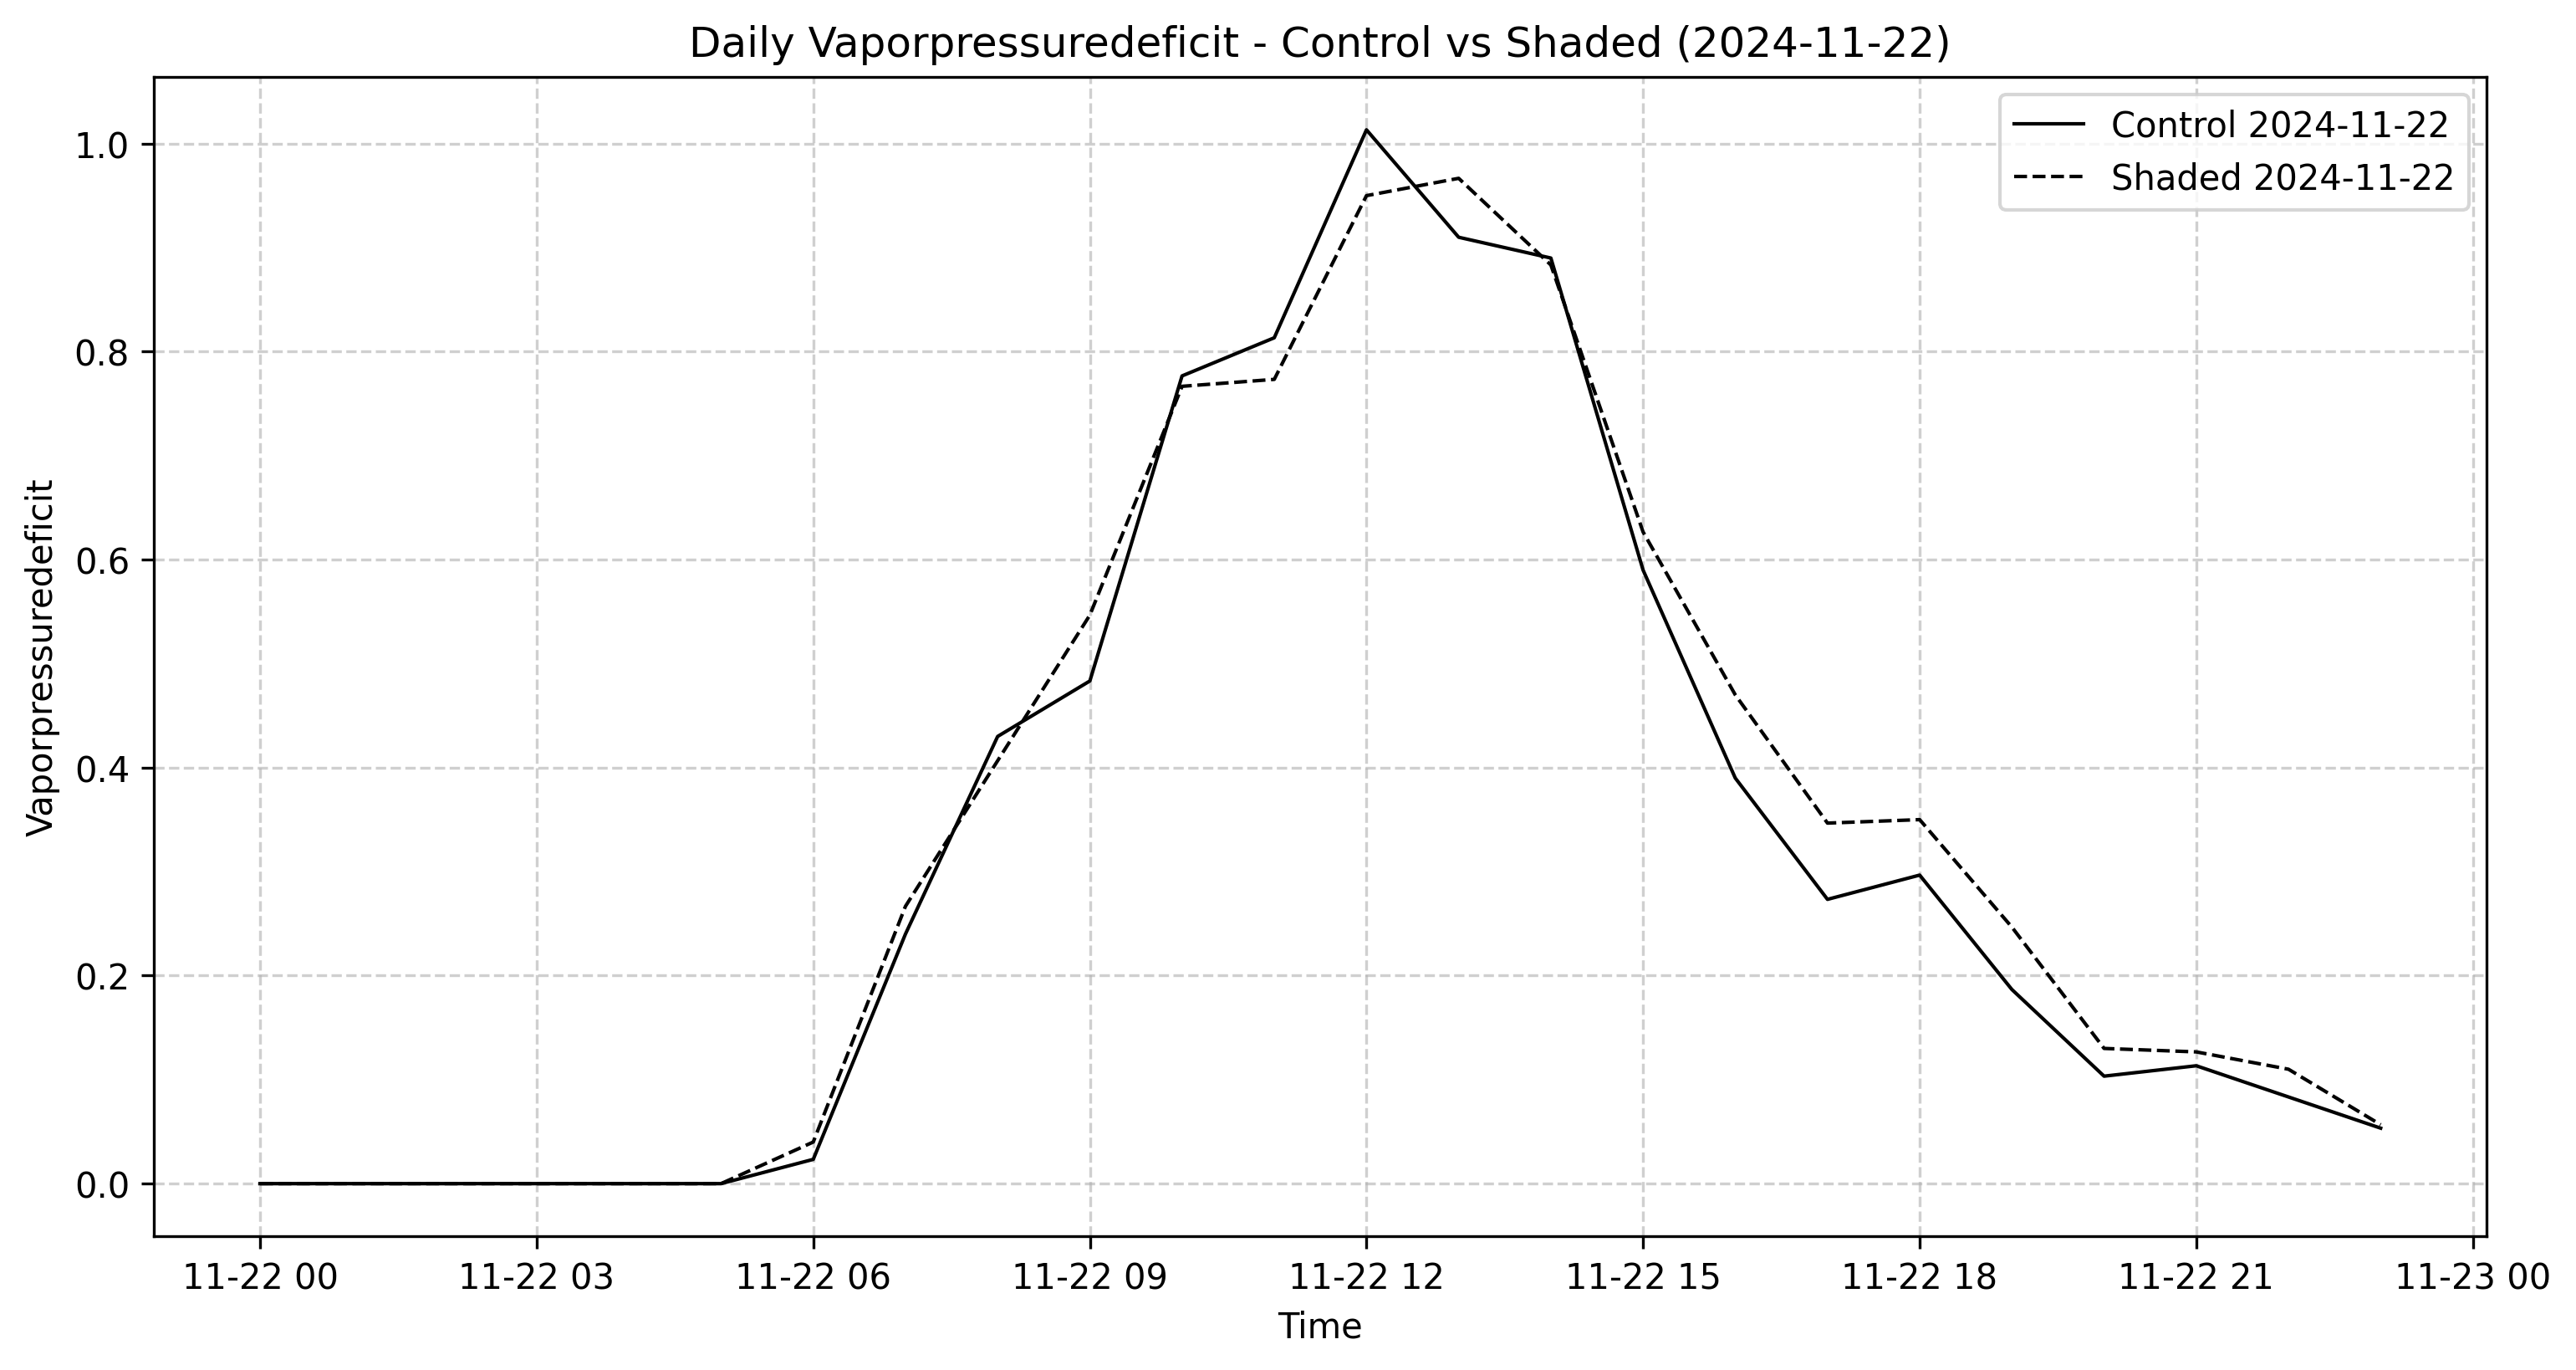 Daily Vaporpressuredeficit - Control vs Shaded (2024-11-22)
Control 2024-11-22
Shaded 2024-11-22
Vaporpressuredeficit
1.0
0.8
0.6
0.4
0.2
0.0
11-22 00 11-22 03 11-22 06 11-22 09 11-22 12 11-22 15 11-22 18 11-22 21 11-23 00
Time